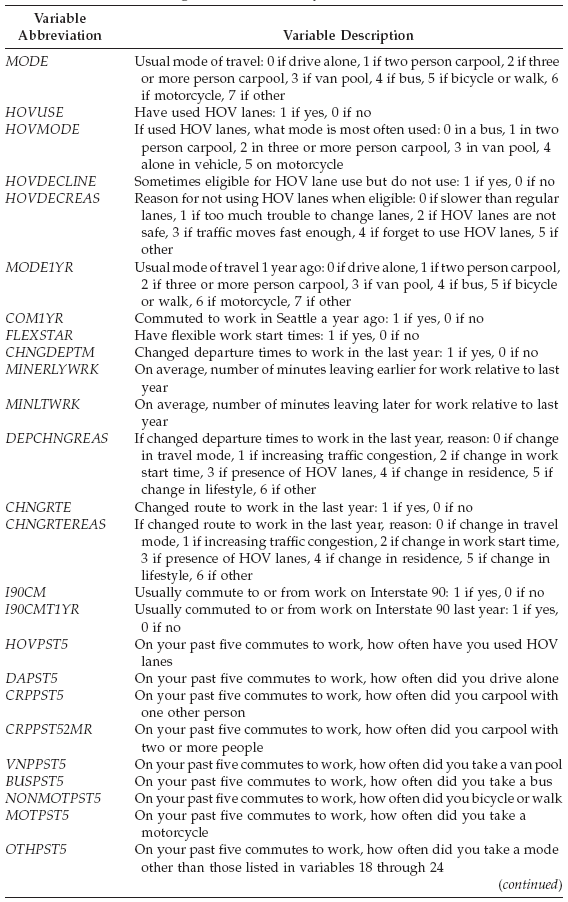 Variable
Abbreviation
Variable Description
MODE Usual mode of travel: 0 if drive alone, 1 if two person carpool, 2 if three
or more person carpool, 3 if van pool, 4 if bus, 5 if bicycle or walk, 6
if motorcycle, 7 if other
HOVUSE Have used HOV lanes: 1 if yes, 0 if no
HOVMODE If used HOV lanes, what mode is most often used: 0 in a bus, 1 in two
person carpool, 2 in three or more person carpool, 3 in van pool, 4
alone in vehicle, 5 on motorcycle
HOVDECLINE Sometimes eligible for HOV lane use but do not use: 1 if yes, 0 if no
HOVDECREAS Reason for not using HOV lanes when eligible: 0 if slower than regular
lanes, 1 if too much trouble to change lanes, 2 if HOV lanes are not
safe, 3 if traffic moves fast enough, 4 if forget to use HOV lanes, 5 if
other
MODE1YR Usual mode of travel 1 year ago: 0 if drive alone, 1 if two person carpool,
2 if three or more person carpool, 3 if van pool, 4 if bus, 5 if bicycle
or walk, 6 if motorcycle, 7 if other
COM1YR Commuted to work in Seattle a year ago: 1 if yes, 0 if no
FLEXSTAR Have flexible work start times: 1 if yes, 0 if no
CHNGDEPTM Changed departure times to work in the last year: 1 if yes, 0 if no
MINERLYWRK On average, number of minutes leaving earlier for work relative to last
year
MINLTWRK On average, number of minutes leaving later for work relative to last
year
DEPCHNGREAS If changed departure times to work in the last year, reason: 0 if change
in travel mode, 1 if increasing traffic congestion, 2 if change in work
start time, 3 if presence of HOV lanes, 4 if change in residence, 5 if
change in lifestyle, 6 if other
CHNGRTE Changed route to work in the last year: 1 if yes, 0 if no
CHNGRTEREAS If changed route to work in the last year, reason: 0 if change in travel
mode, 1 if increasing traffic congestion, 2 if change in work start time,
3 if presence of HOV lanes, 4 if change in residence, 5 if change in
lifestyle, 6 if other
I90CM Usually commute to or from work on Interstate 90: 1 if yes, 0 if no
I90CMT1YR Usually commuted to or from work on Interstate 90 last year: 1 if yes,
0 if no
HOVPST5 On your past five commutes to work, how often have you used HOV
lanes
DAPST5 On your past five commutes to work, how often did you drive alone
CRPPST5 On your past five commutes to work, how often did you carpool with
one other person
CRPPST52MR On your past five commutes to work, how often did you carpool with
two or more people
VNPPST5 On your past five commutes to work, how often did you take a van pool
BUSPST5 On your past five commutes to work, how often did you take a bus
NONMOTPST5 On your past five commutes to work, how often did you bicycle or walk
MOTPST5 On your past five commutes to work, how often did you take a
motorcycle
OTHPST5 On your past five commutes to work, how often did you take a mode
other than those listed in variables 18 through 24
(continued)